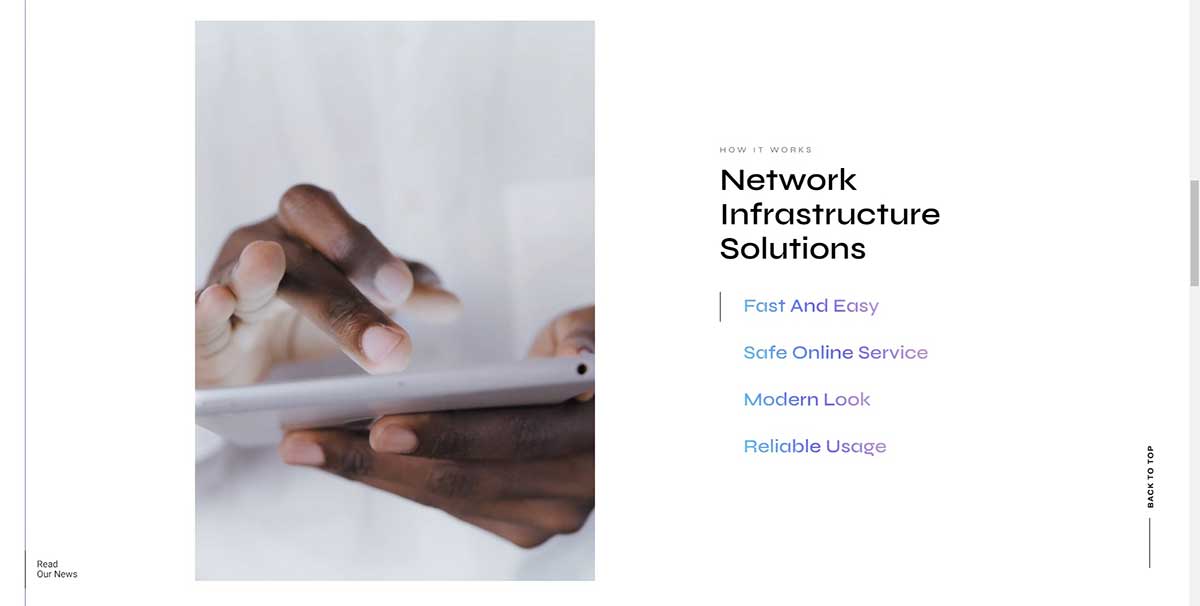 HOW IT WORKS
Network
Infrastructure
Solutions
Fast And Easy
Safe Online Service
Modern Look
Reliable Usage
BACK TO TOP
Read
Our News